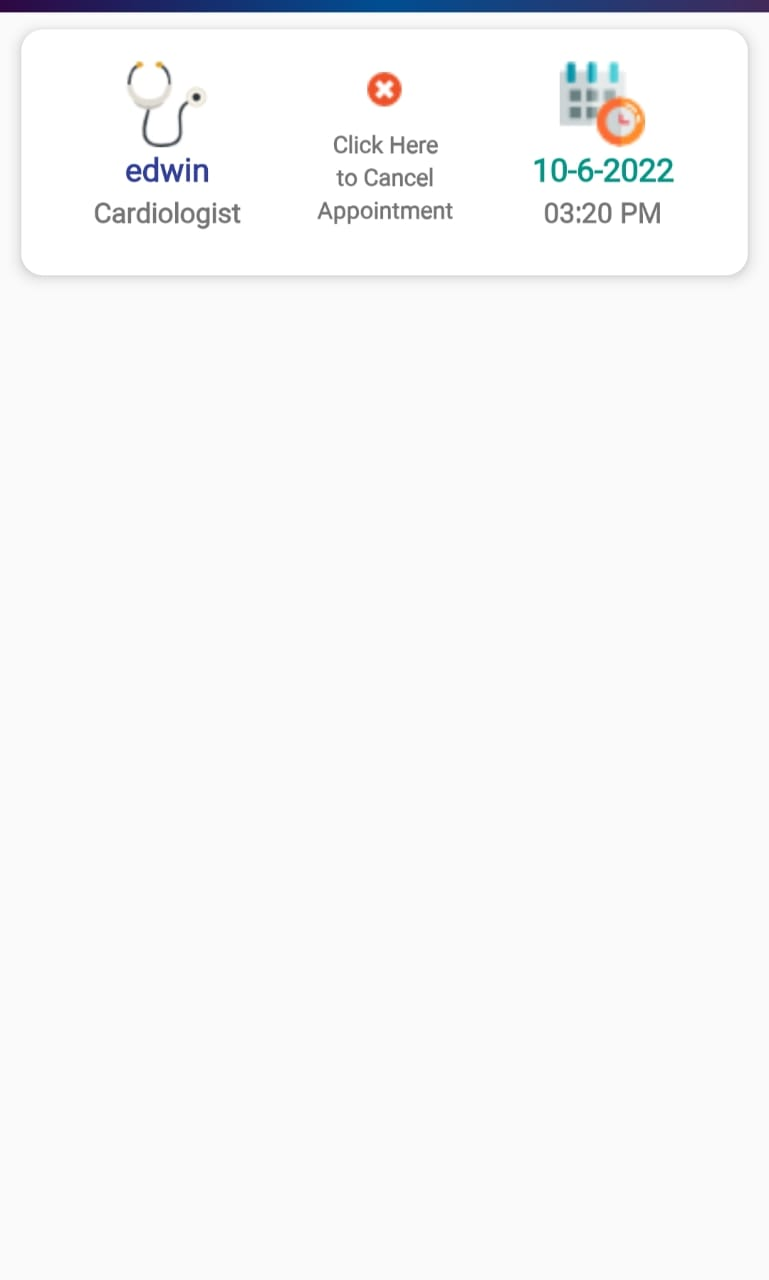 edwin
Cardiologist
Click Here
to Cancel
Appointment
10-6-2022
03:20 PM